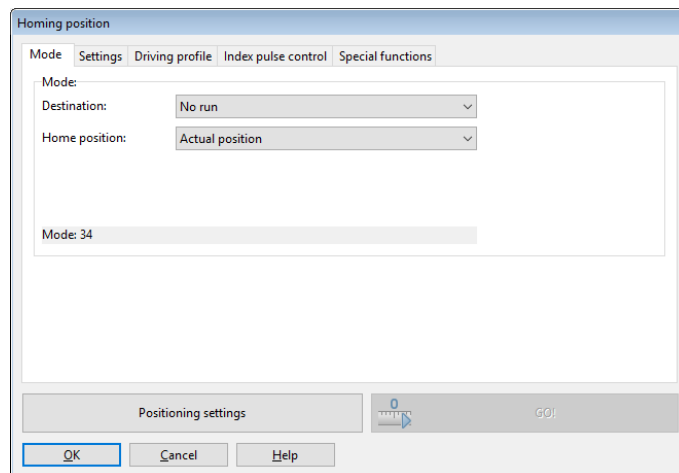 Homing position
Mode Settings Driving profile Index pulse control Special functions
Mode:
Destination: No run
Home position: Actual position
Mode: 34
Positioning settings 0 GO!
OK Cancel Help